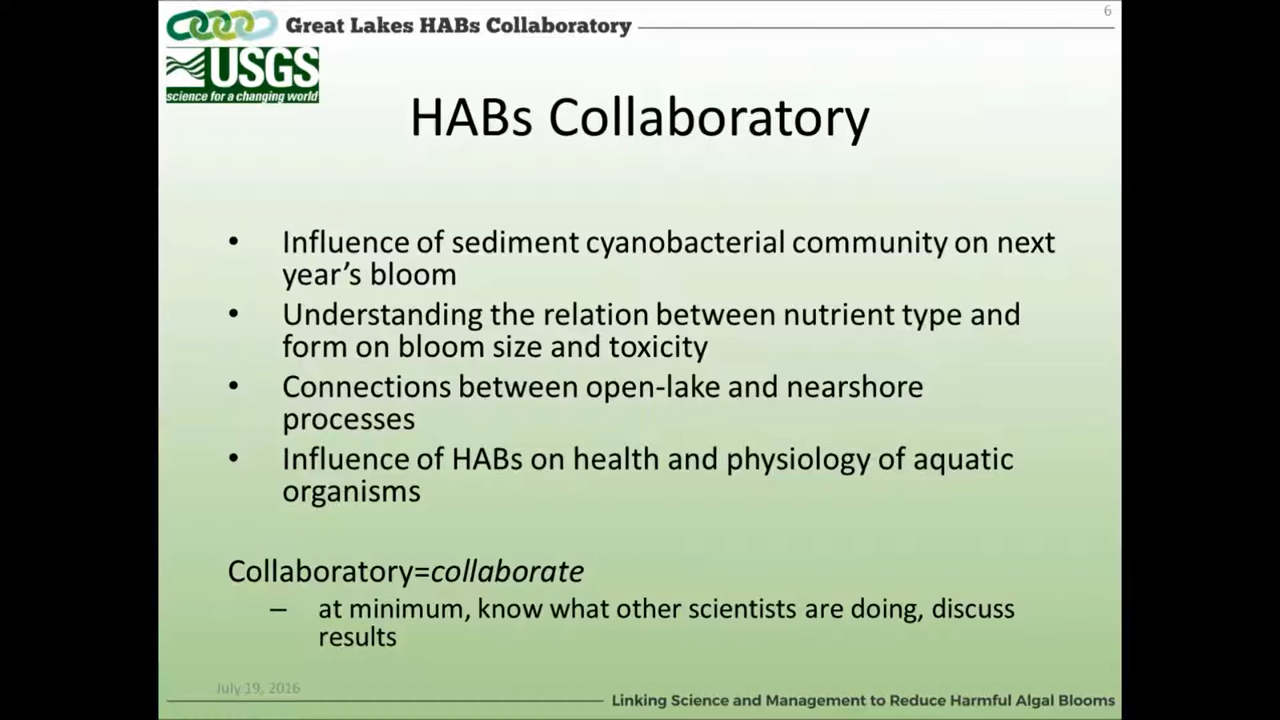 6
Great Lakes HABs Collaboratory
USGS
science for a changing world
HABs Collaboratory
• Influence of sediment cyanobacterial community on next
year’s bloom
• Understanding the relation between nutrient type and
form on bloom size and toxicity
• Connections between open-lake and nearshore
processes
• Influence of HABs on health and physiology of aquatic
organisms
Collaboratory=collaborate
– at minimum, know what other scientists are doing, discuss
results
July 19, 2016
Linking Science and Management to Reduce Harmful Algal Blooms